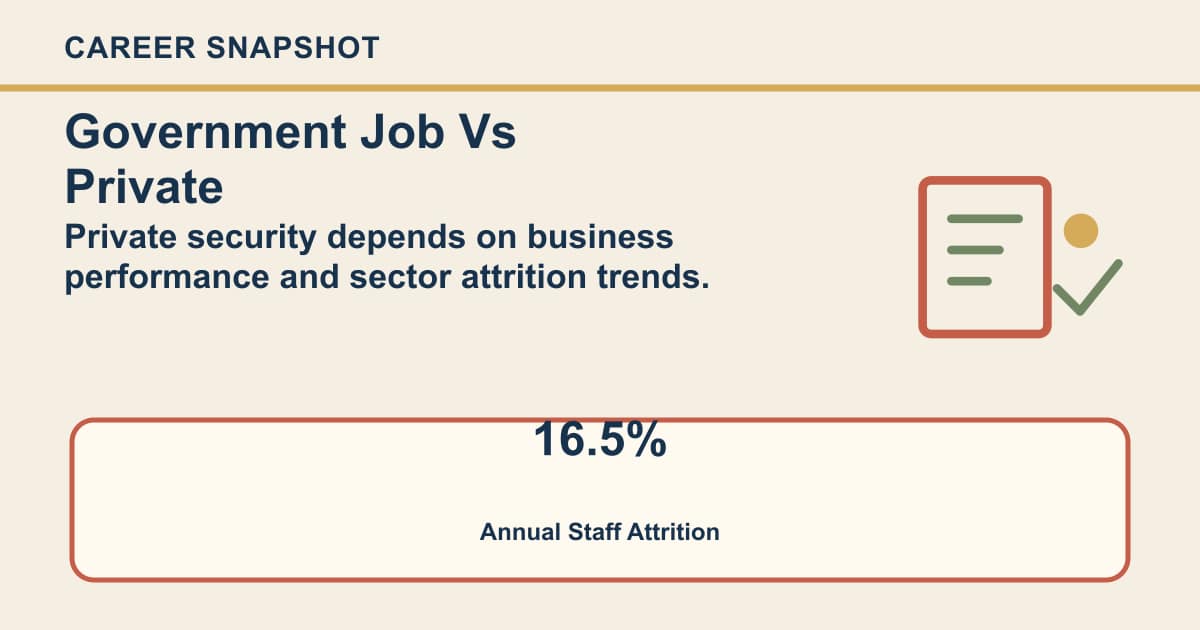 CAREER SNAPSHOT
Government Job Vs
Private
Private security depends on business
performance and sector attrition trends.
16.5%
Annual Staff Attrition